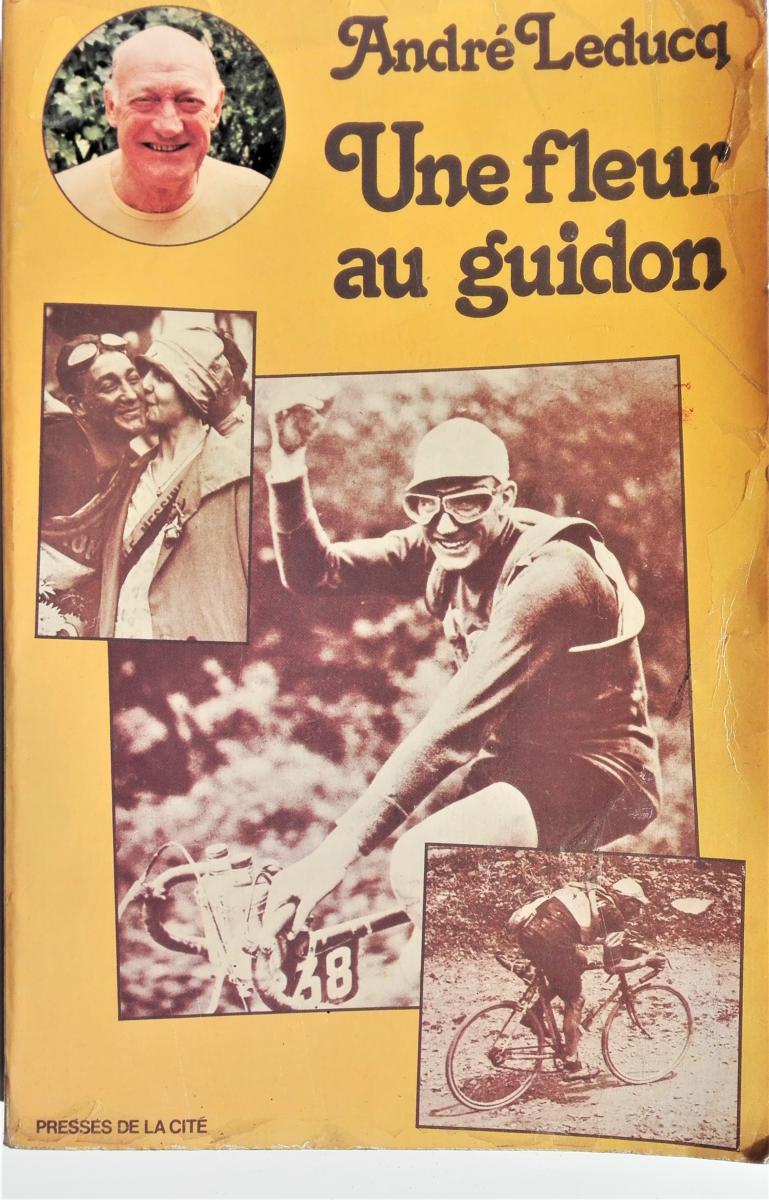 André Leducq
Une fleur
au guidon
38
PRESSES DE LA CITÉ